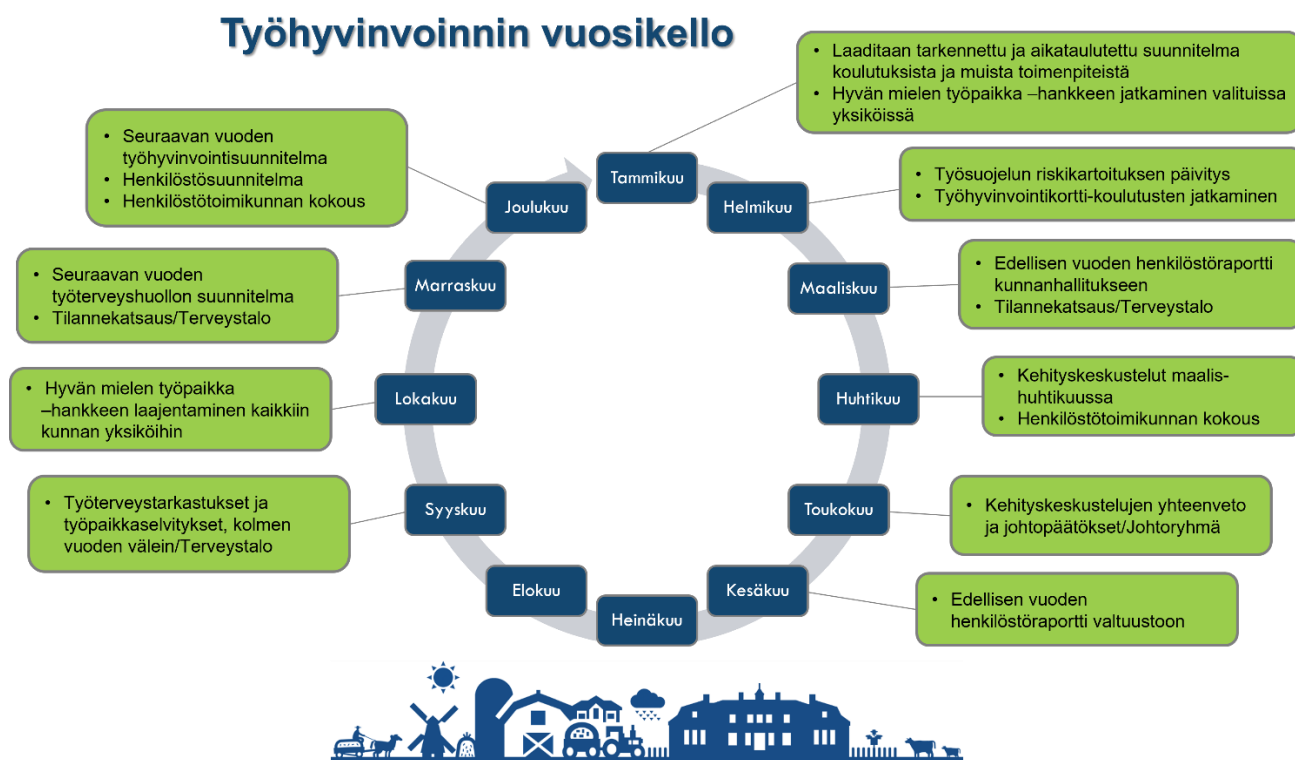 Työhyvinvoinnin vuosikello
• Laaditaan tarkennettu ja aikataulutettu suunnitelma
koulutuksista ja muista toimenpiteistä
• Hyvän mielen työpaikka –hankkeen jatkaminen valituissa
yksiköissä
• Seuraavan vuoden
työhyvinvointisuunnitelma
• Henkilöstösuunnitelma
• Henkilöstötoimikunnan kokous
Tammikuu
Joulukuu
Helmikuu
• Työsuojelun riskikartoituksen päivitys
• Työhyvinvointikortti-koulutusten jatkaminen
• Seuraavan vuoden
työterveyshuollon suunnitelma
• Tilannekatsaus/Terveystalo
Marraskuu
Maaliskuu
• Edellisen vuoden henkilöstöraportti
kunnanhallitukseen
• Tilannekatsaus/Terveystalo
• Hyvän mielen työpaikka
–hankkeen laajentaminen kaikkiin
kunnan yksiköihin
Lokakuu
Huhtikuu
• Kehityskeskustelut maalis-
huhtikuussa
• Henkilöstötoimikunnan kokous
• Työterveystarkastukset ja
työpaikkaselvitykset, kolmen
vuoden välein/Terveystalo
Syyskuu
Toukokuu
• Kehityskeskustelujen yhteenveto
ja johtopäätökset/Johtoryhmä
Elokuu
Kesäkuu
Heinäkuu
• Edellisen vuoden
henkilöstöraportti valtuustoon